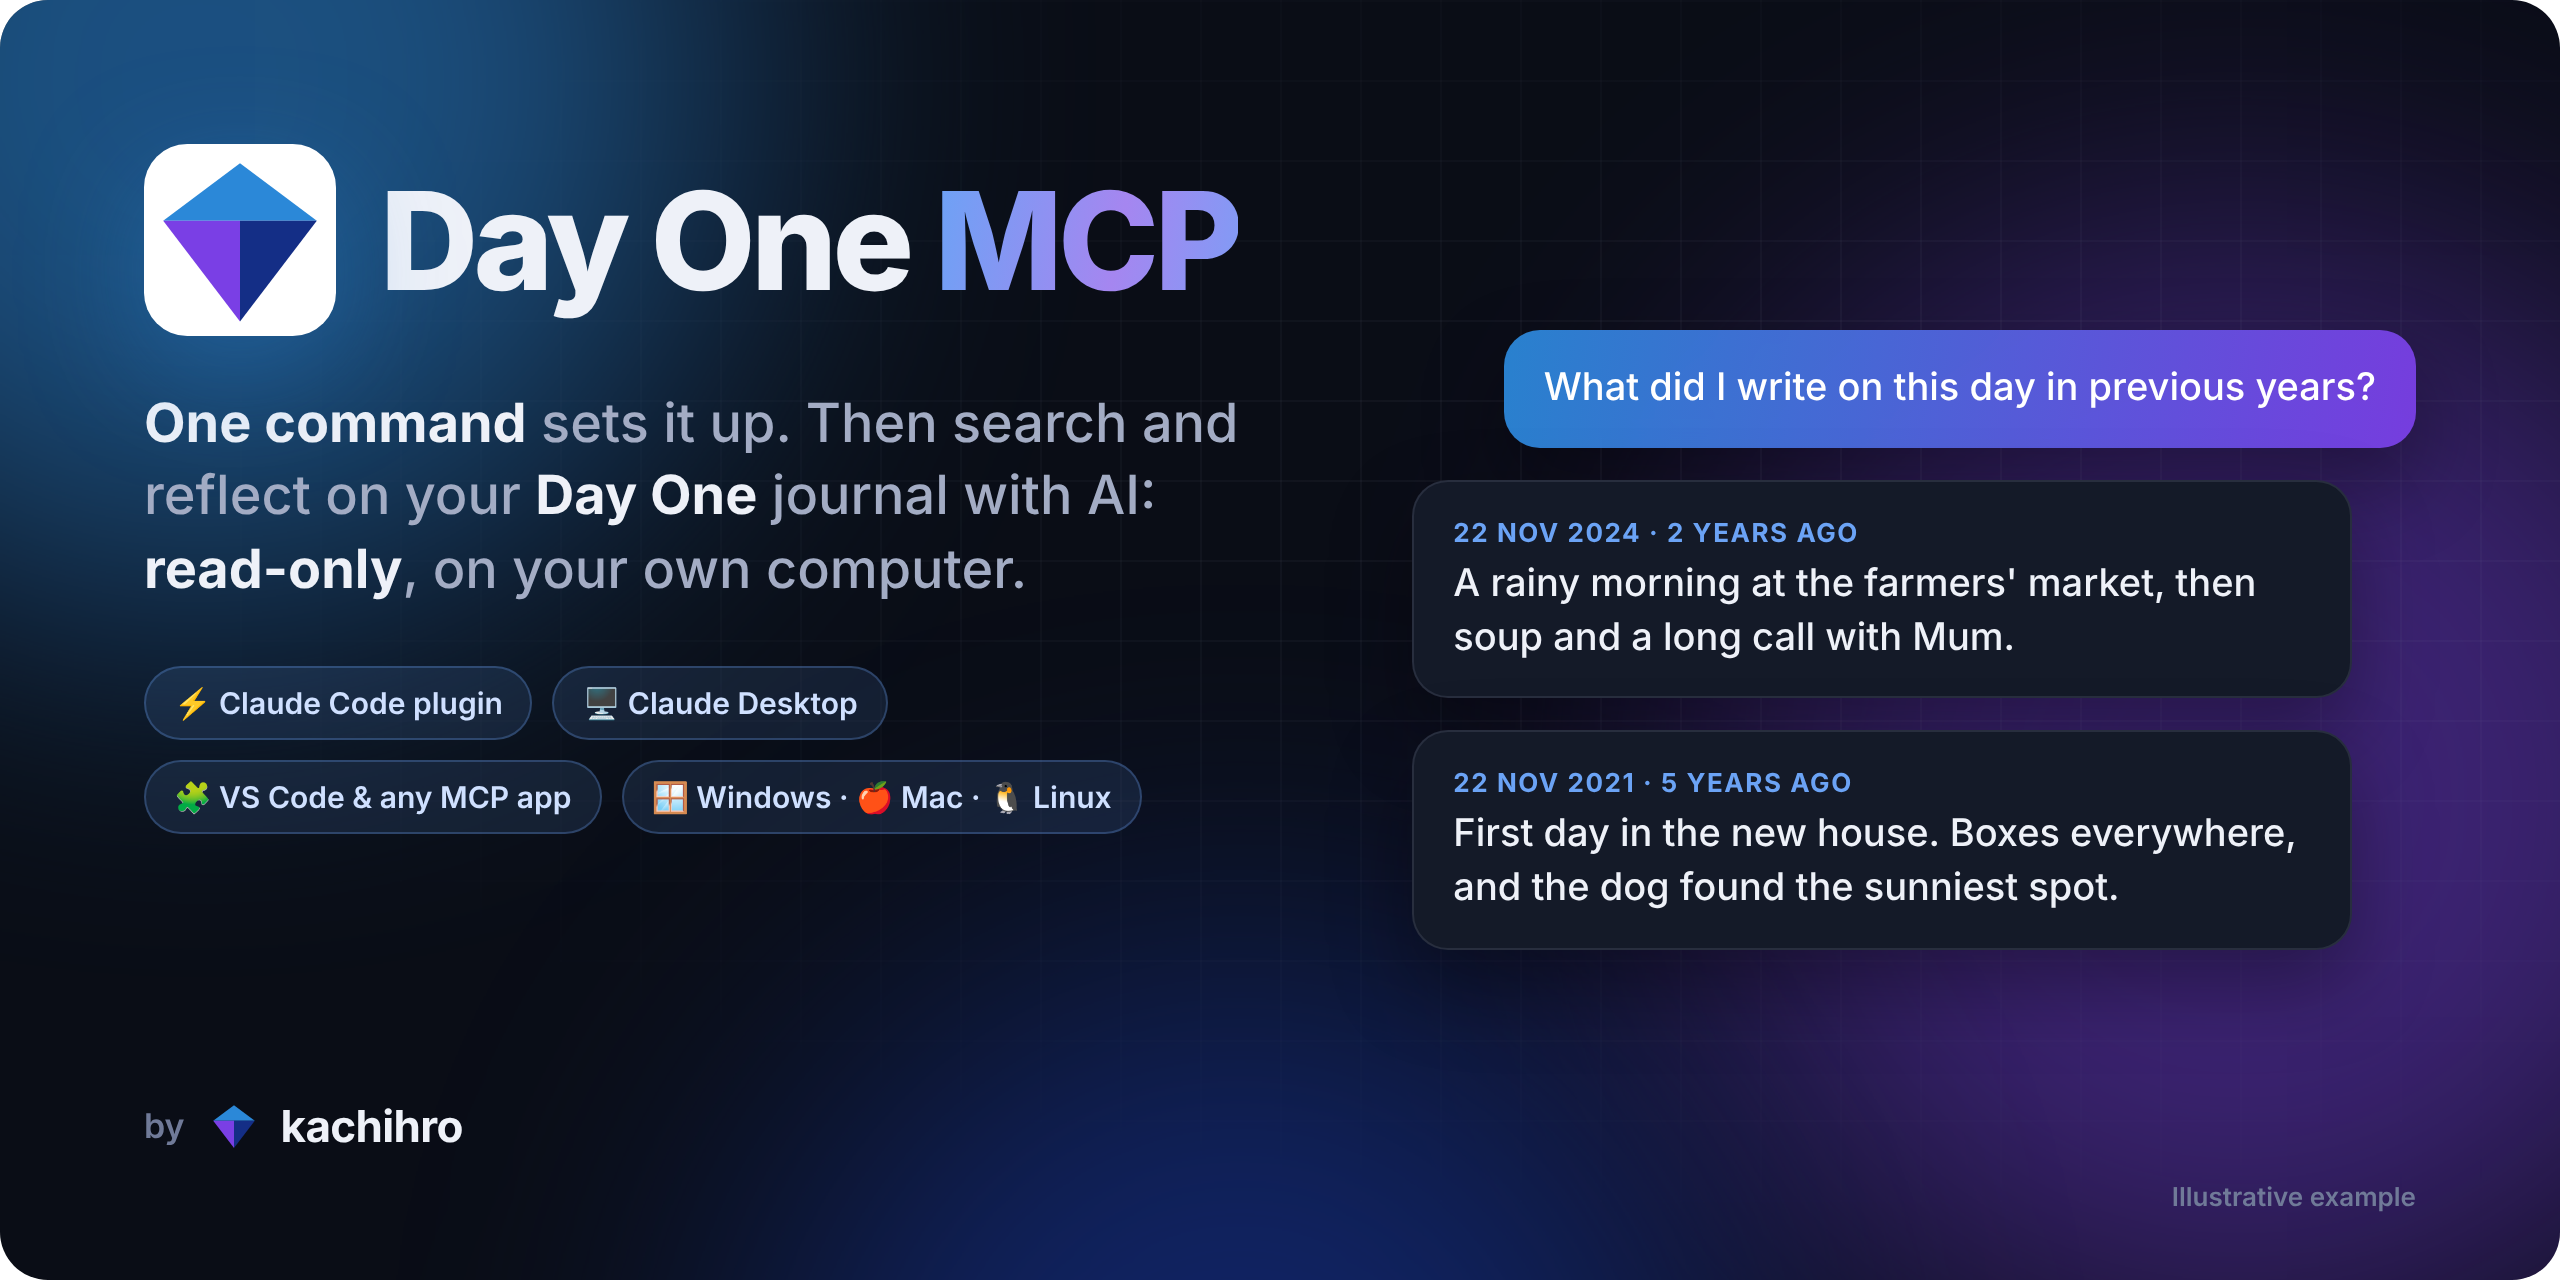 Day One MCP
One command sets it up. Then search and
reflect on your Day One journal with AI:
read-only, on your own computer.
⚡ Claude Code plugin
🖥️ Claude Desktop
🧩 VS Code & any MCP app
🪟 Windows · 🍎 Mac · 🐧 Linux
by kachihro
What did I write on this day in previous years?
22 NOV 2024 · 2 YEARS AGO
A rainy morning at the farmers' market, then
soup and a long call with Mum.
22 NOV 2021 · 5 YEARS AGO
First day in the new house. Boxes everywhere,
and the dog found the sunniest spot.
Illustrative example